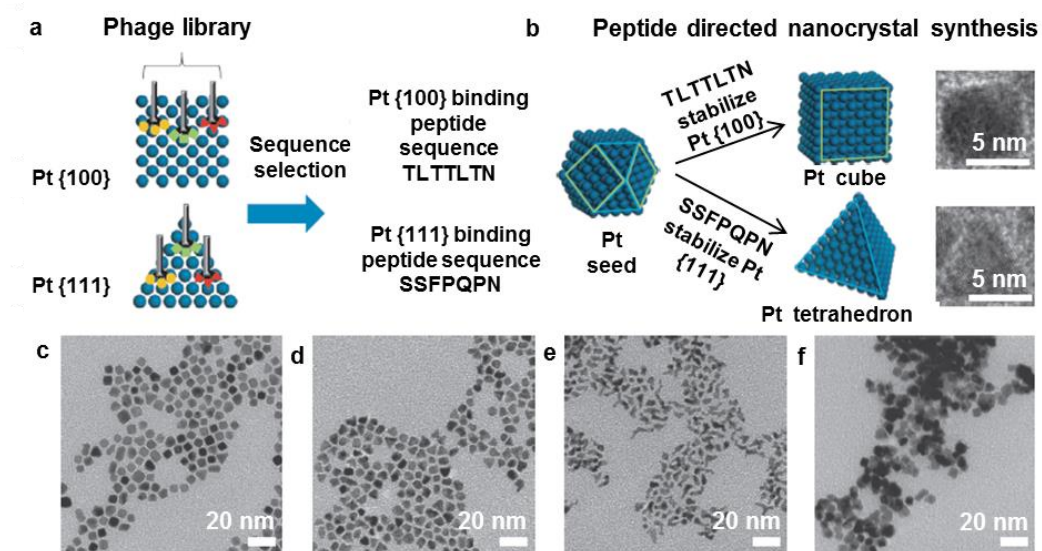 a
Phage library
Pt {100}
Pt {111}
Sequence
selection
Pt {100} binding
peptide
sequence
TLTTLTN
Pt {111} binding
peptide sequence
SSFPQPN
b
Peptide directed nanocrystal synthesis
Pt
seed
TLTTLTN
stabilize
Pt {100}
SSFPQPN
stabilize Pt
{111}
Pt cube
Pt tetrahedron
5 nm
5 nm
c
20 nm
d
20 nm
e
20 nm
f
20 nm